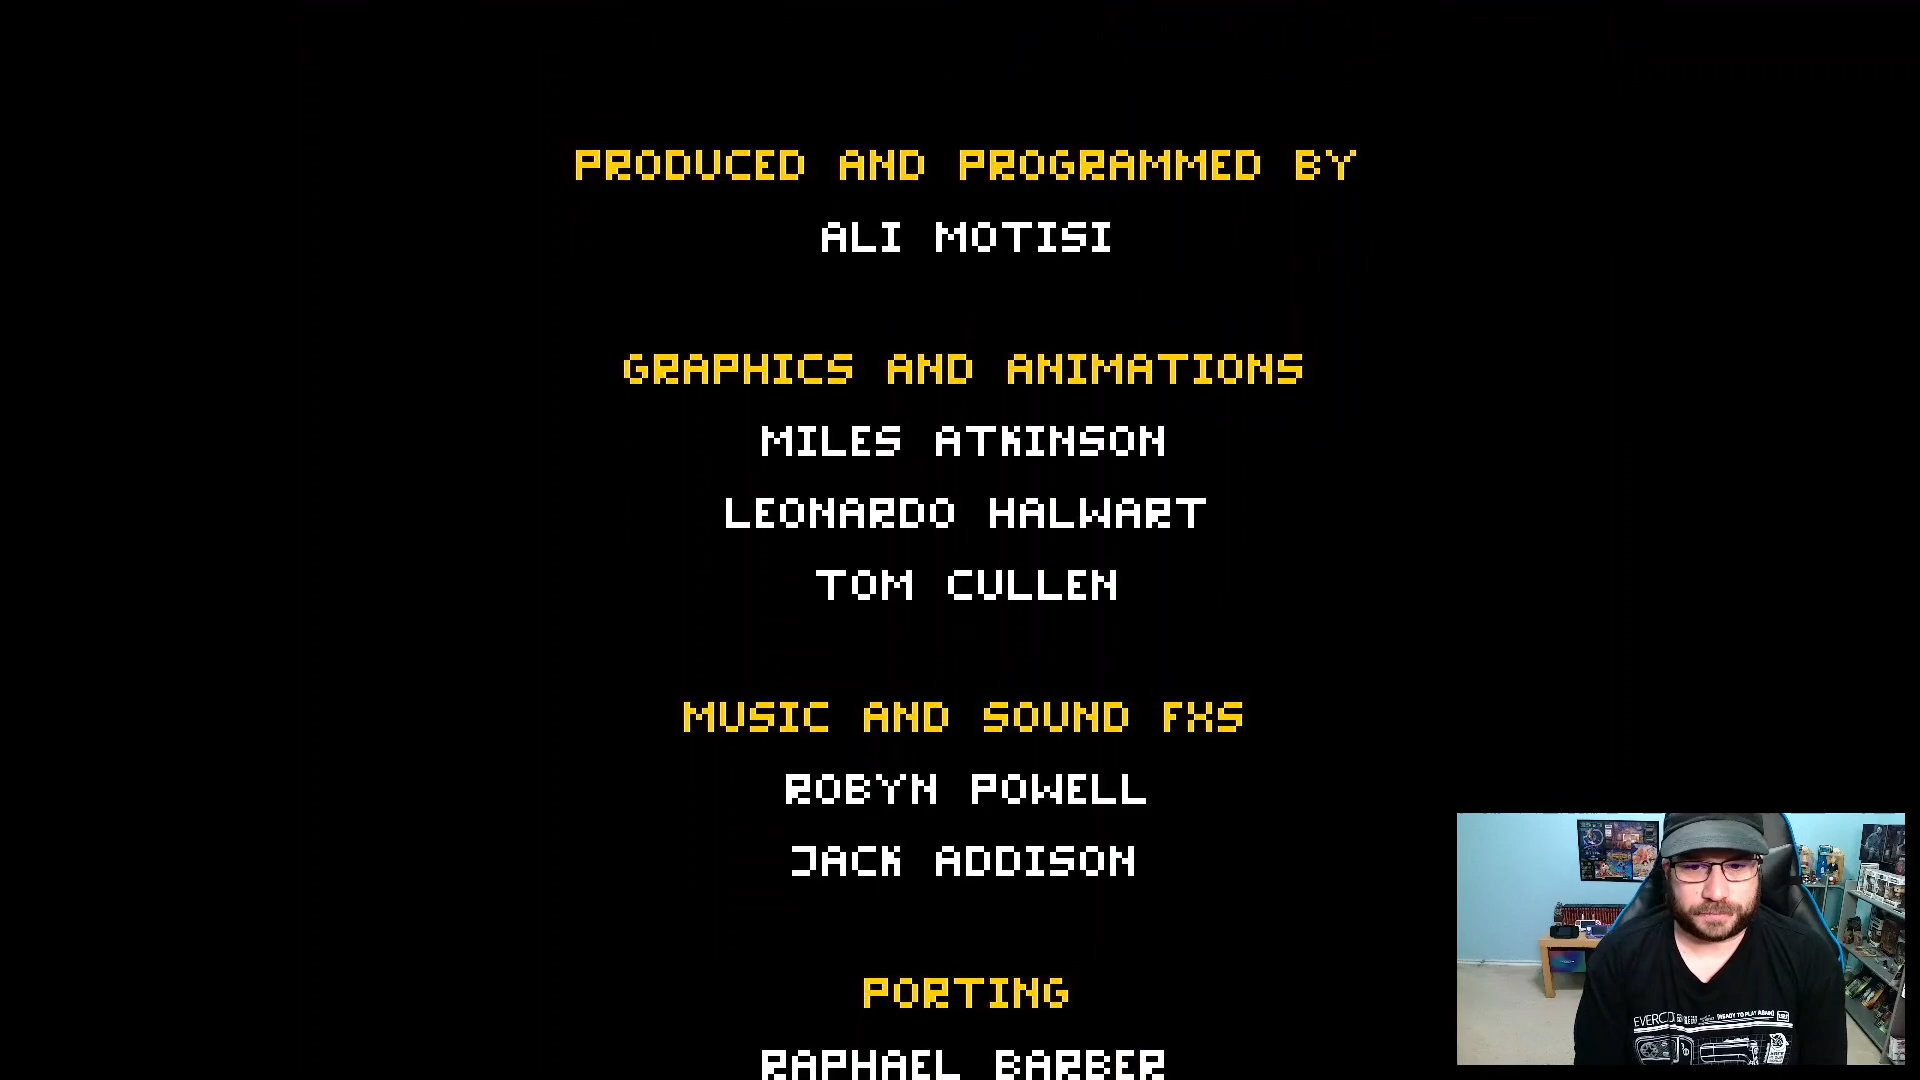 PRODUCED AND PROGRAMMED BY
ALI MOTISI
GRAPHICS AND ANIMATIONS
MILES ATKINSON
LEONARDO HALWART
TOM CULLEN
MUSIC AND SOUND FXS
ROBYN POWELL
JACK ADDISON
PORTING
RAPHAEL BARBER